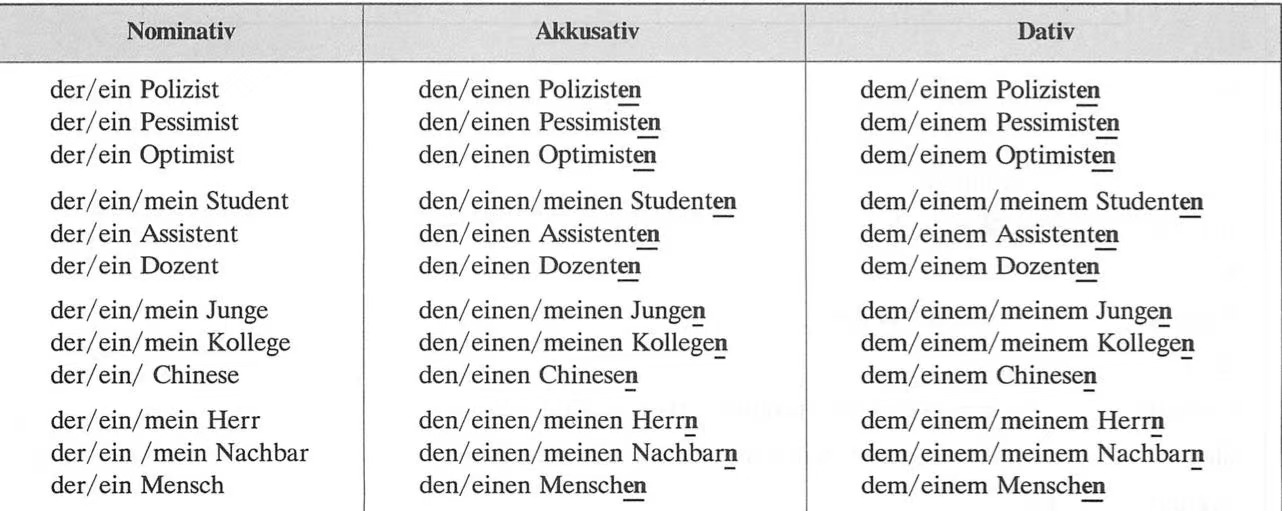 Nominativ Akkusativ Dativ
der/ein Polizist den/einen Polizisten dem/einem Polizisten
der/ein Pessimist den/einen Pessimisten dem/einem Pessimisten
der/ein Optimist den/einen Optimisten dem/einem Optimisten
der/ein/mein Student den/einen/meinen Studenten dem/einem/meinem Studenten
der/ein Assistent den/einen Assistenten dem/einem Assistenten
der/ein Dozent den/einen Dozenten dem/einem Dozenten
der/ein/mein Junge den/einen/meinen Jungen dem/einem/meinem Jungen
der/ein/mein Kollege den/einen/meinen Kollegen dem/einem/meinem Kollegen
der/ein/ Chinese den/einen Chinesen dem/einem Chinesen
der/ein/mein Herr den/einen/meinen Herrn dem/einem/meinem Herrn
der/ein /mein Nachbar den/einen/meinen Nachbarn dem/einem/meinem Nachbarn
der/ein Mensch den/einen Menschen dem/einem Menschen